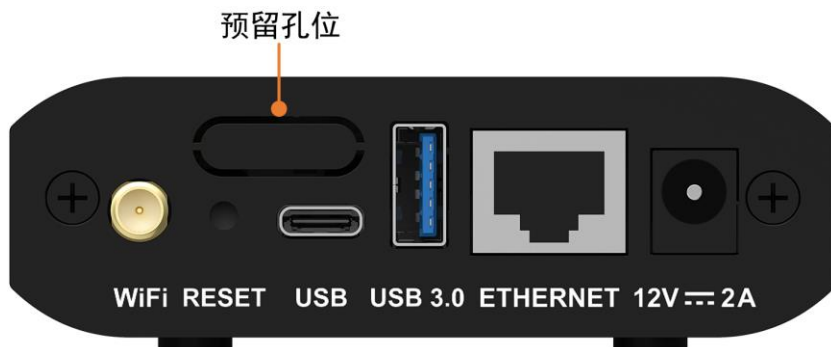 预留孔位
WiFi RESET USB USB 3.0 ETHERNET 12V ⎓ 2A